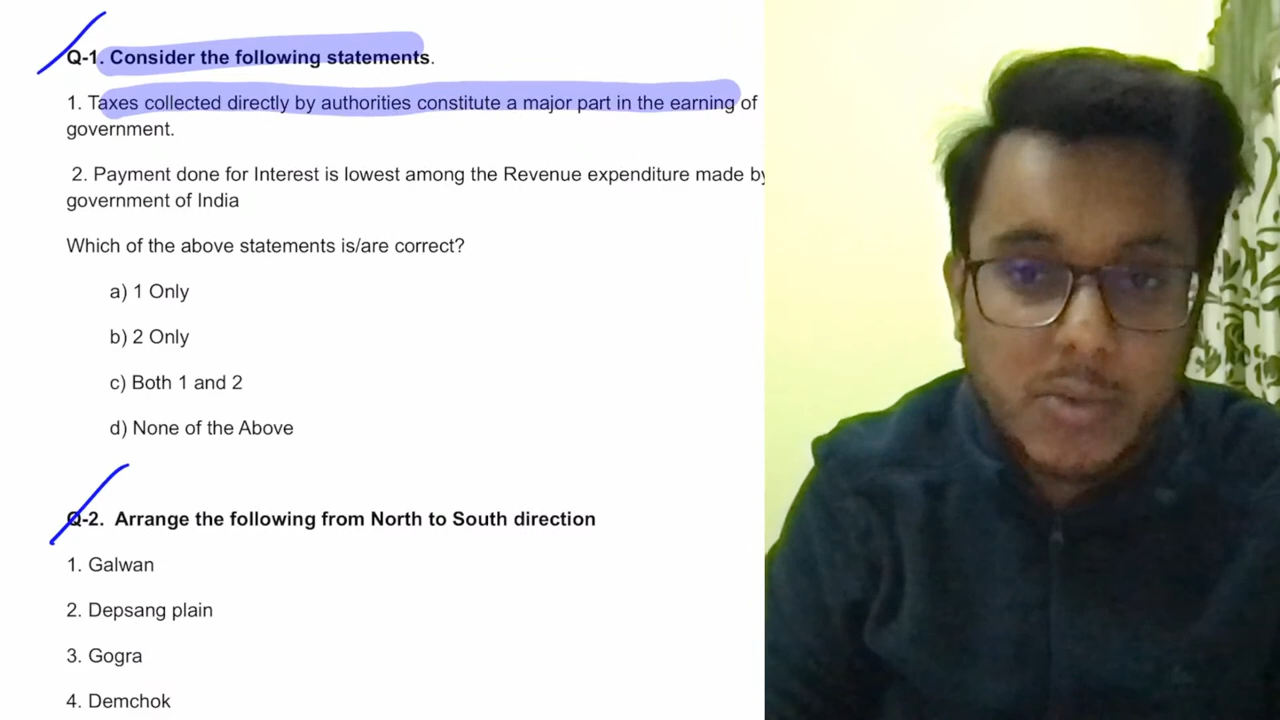 Q-1. Consider the following statements.
1. Taxes collected directly by authorities constitute a major part in the earning of
government.
2. Payment done for Interest is lowest among the Revenue expenditure made by
government of India
Which of the above statements is/are correct?
a) 1 Only
b) 2 Only
c) Both 1 and 2
d) None of the Above
Q-2. Arrange the following from North to South direction
1. Galwan
2. Depsang plain
3. Gogra
4. Demchok